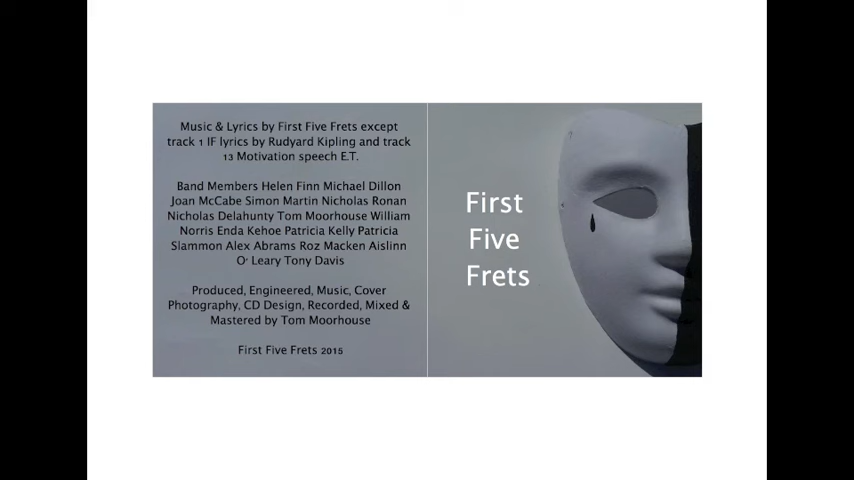 Music & Lyrics by First Five Frets except
track 1 IF lyrics by Rudyard Kipling and track
13 Motivation speech E.T.
Band Members Helen Finn Michael Dillon
Joan McCabe Simon Martin Nicholas Ronan
Nicholas Delahunty Tom Moorhouse William
Norris Enda Kehoe Patricia Kelly Patricia
Slammon Alex Abrams Roz Macken Aislinn
O' Leary Tony Davis
Produced, Engineered, Music, Cover
Photography, CD Design, Recorded, Mixed &
Mastered by Tom Moorhouse
First Five Frets 2015
First
Five
Frets